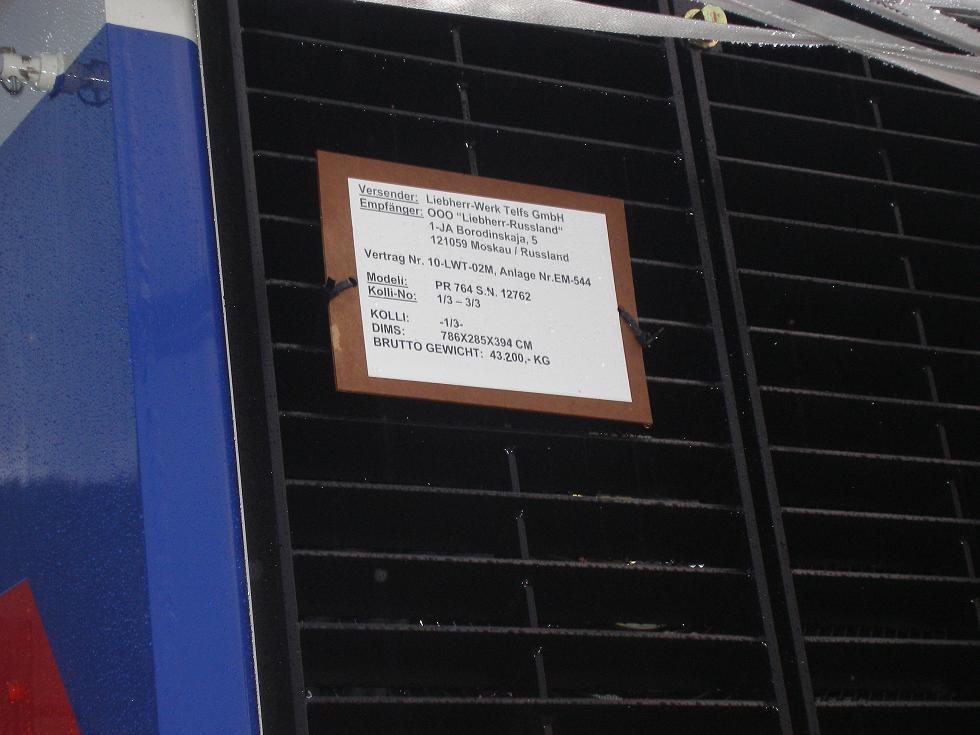 Versender: Liebherr-Werk Telfs GmbH
Empfänger: OOO "Liebherr-Russland"
1-JA Borodinskaja, 5
121059 Moskau / Russland
Vertrag Nr. 10-LWT-02M, Anlage Nr.EM-544
Modell: PR 764 S.N. 12762
Kolli-No: 1/3 – 3/3
KOLLI: -1/3-
DIMS: 786X285X394 CM
BRUTTO GEWICHT: 43.200,- KG